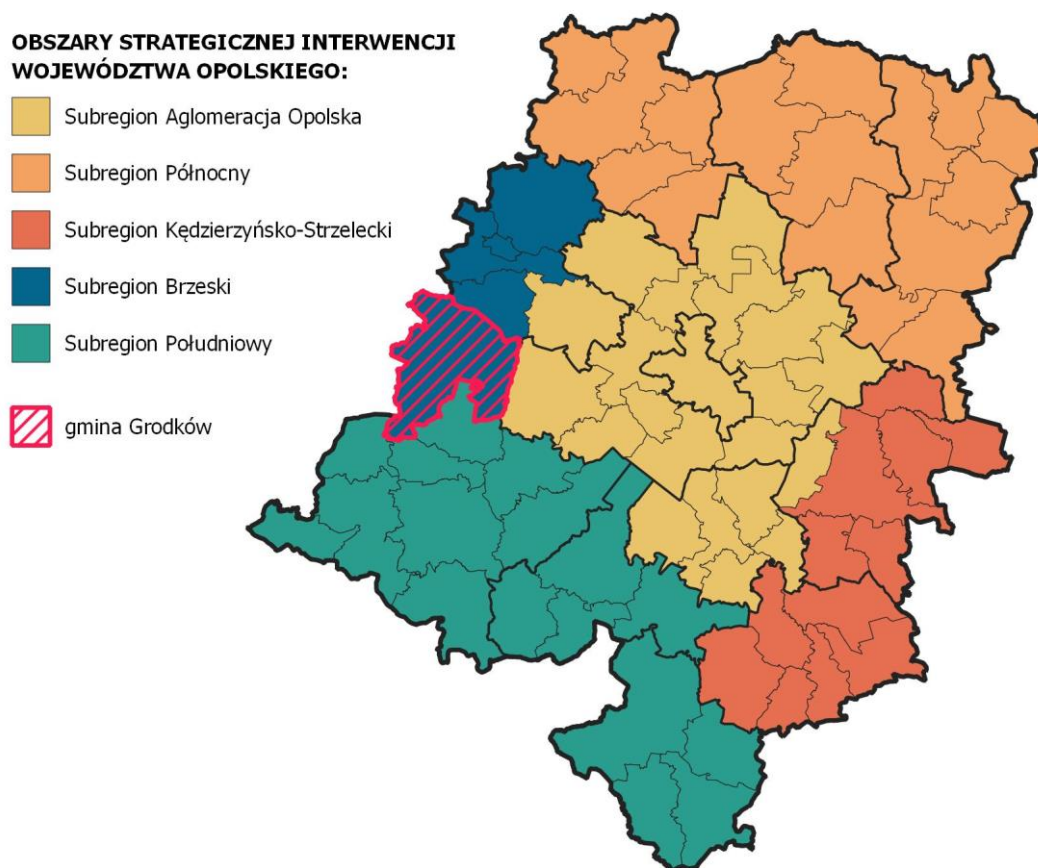 OBSZARY STRATEGICZNEJ INTERWENCJI
WOJEWÓDZTWA OPOLSKIEGO:
Subregion Aglomeracja Opolska
Subregion Północny
Subregion Kędzierzyńsko-Strzelecki
Subregion Brzeski
Subregion Południowy
gmina Grodków